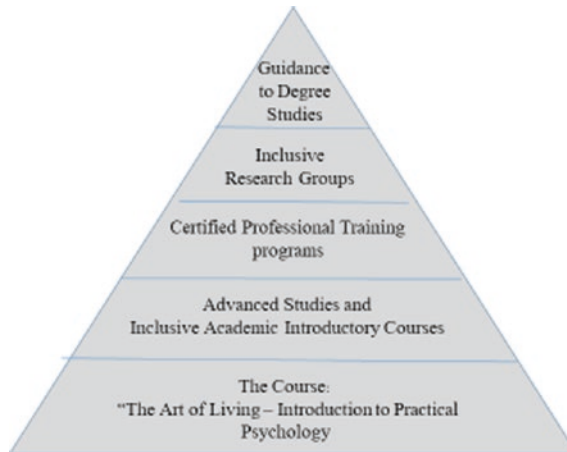 Guidance
to Degree
Studies
Inclusive
Research Groups
Certified Professional Training
programs
Advanced Studies and
Inclusive Academic Introductory Courses
The Course:
“The Art of Living – Introduction to Practical
Psychology